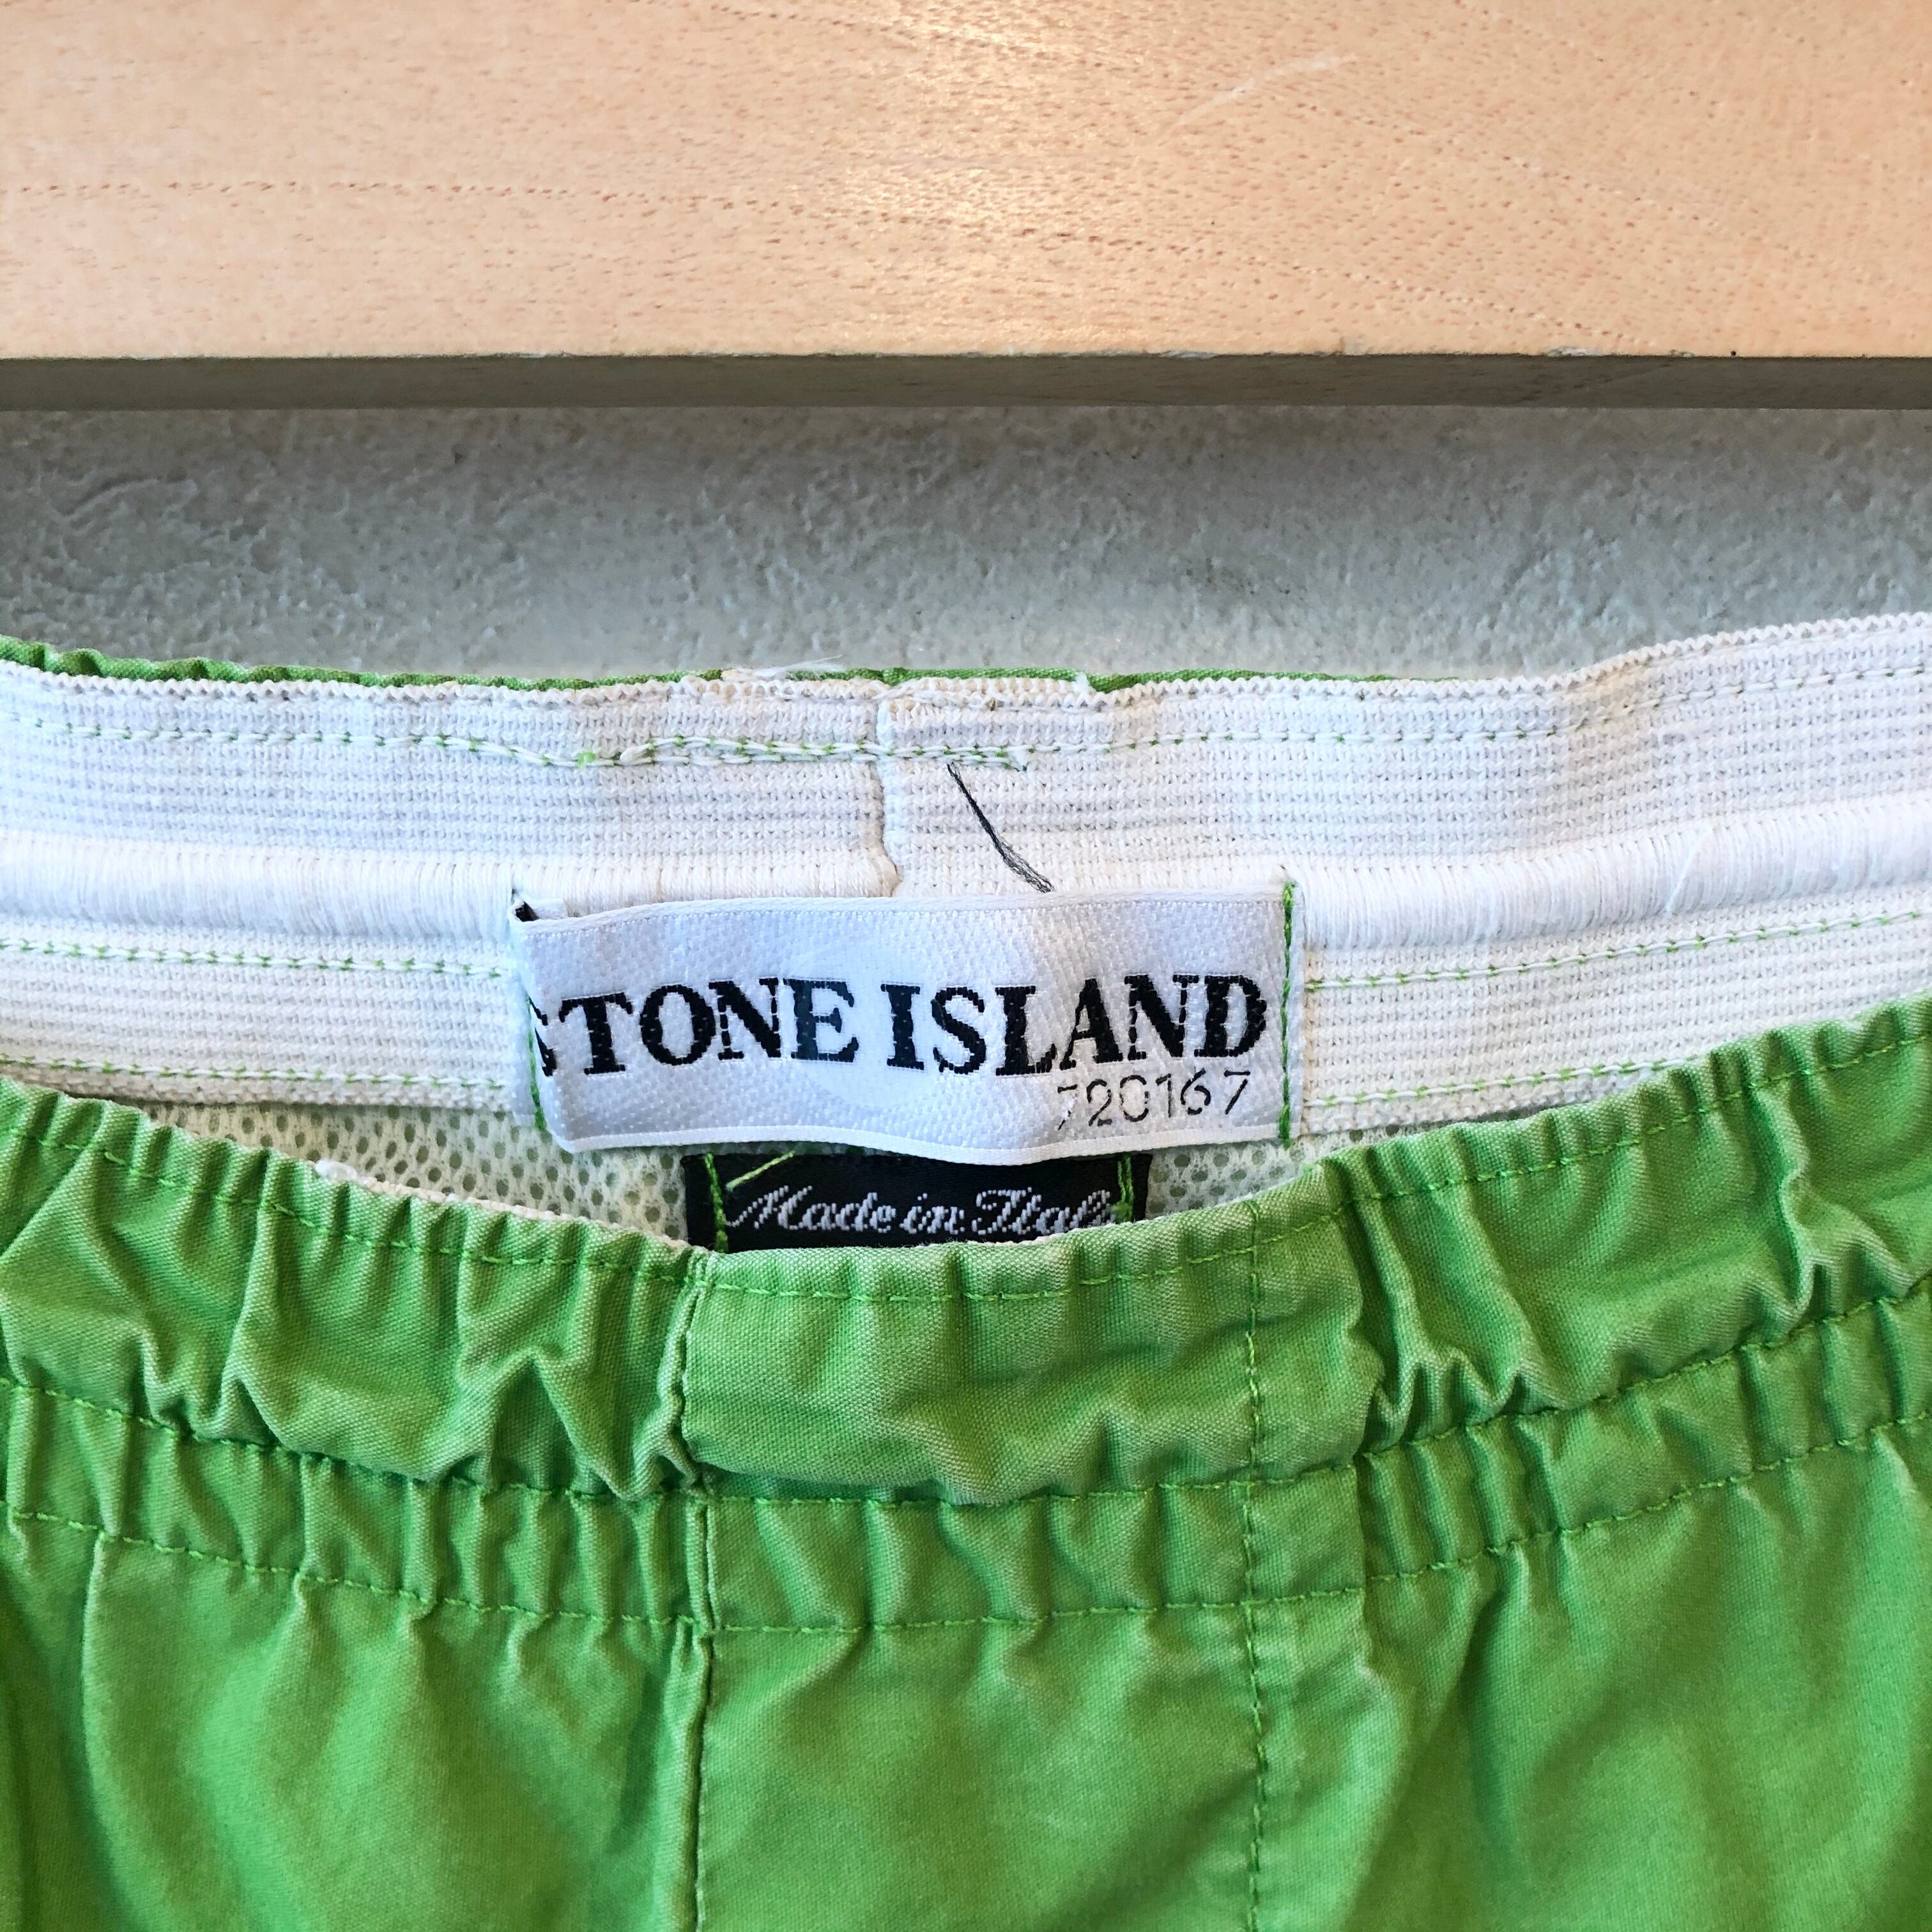 STONE ISLAND
720167
Made in Italy